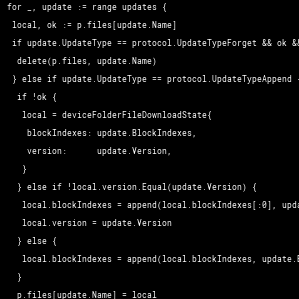 for _, update := range updates {
local, ok := p.files[update.Name]
if update.UpdateType == protocol.UpdateTypeForget && ok &&
delete(p.files, update.Name)
} else if update.UpdateType == protocol.UpdateTypeAppend
if !ok {
local = deviceFolderFileDownloadState{
blockIndexes: update.BlockIndexes,
version: update.Version,
}
} else if !local.version.Equal(update.Version) {
local.blockIndexes = append(local.blockIndexes[:0],
local.version = update.Version
} else {
local.blockIndexes = append(local.blockIndexes,
}
p.files[update.Name] = local